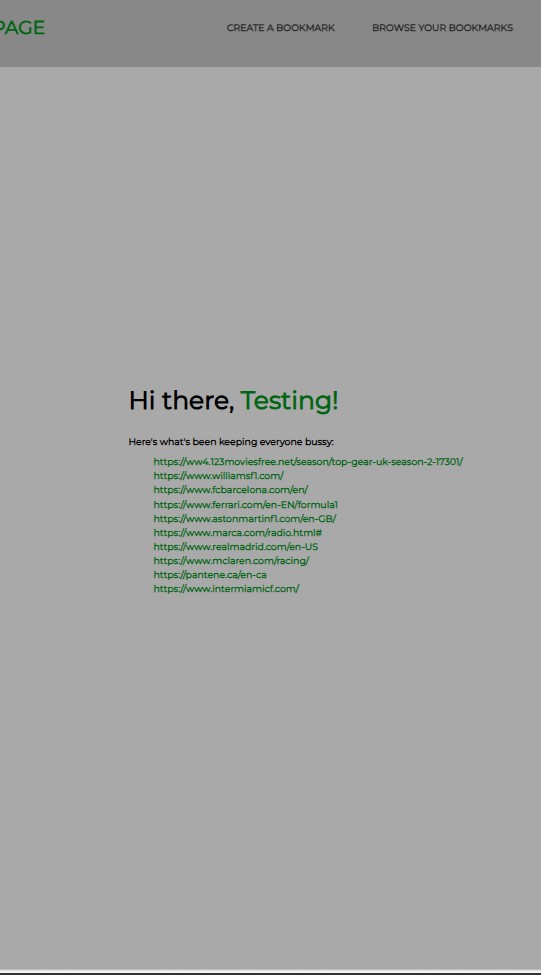 PAGE
CREATE A BOOKMARK
BROWSE YOUR BOOKMARKS
Hi there, Testing!
Here's what's been keeping everyone bussy:
https://ww4.123moviesfree.net/season/top-gear-uk-season-2-17301/
https://www.williamsf1.com/
https://www.fcbarcelona.com/en/
https://www.ferrari.com/en-EN/formula1
https://www.astonmartinf1.com/en-GB/
https://www.marca.com/radio.html#
https://www.realmadrid.com/en-US
https://www.mclaren.com/racing/
https://pantene.ca/en-ca
https://www.intermiamicf.com/